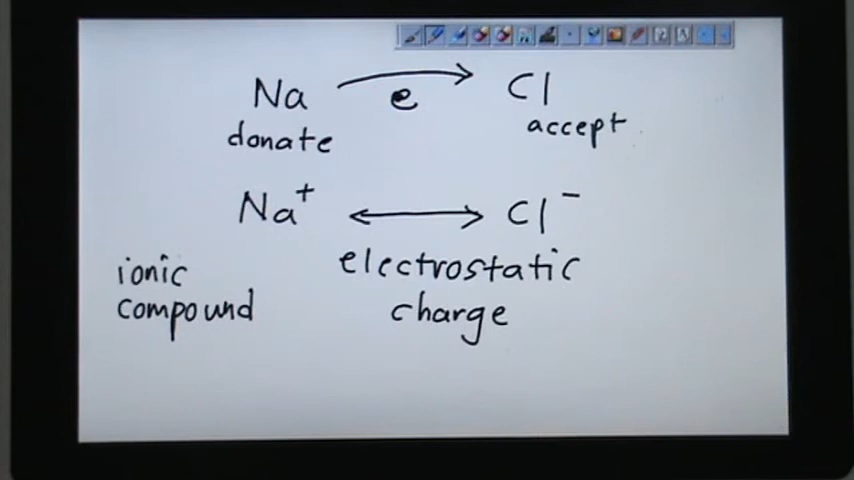 Na e Cl
donate accept
Na+ Cl-
ionic electrostatic
compound charge